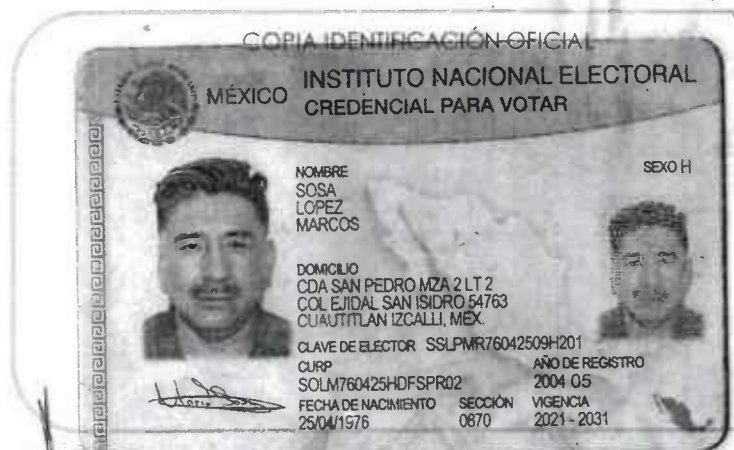 COPIA IDENTIFICACIÓN OFICIAL
MÉXICO
INSTITUTO NACIONAL ELECTORAL
CREDENCIAL PARA VOTAR
NOMBRE
SOSA
LOPEZ
MARCOS
SEXO H
DOMICILIO
CDA SAN PEDRO MZA 2 LT 2
COL EJIDAL SAN ISIDRO 54763
CUAUTITLAN IZCALLI, MEX.
CLAVE DE ELECTOR SSLPMR76042509H201
CURP
SOLM760425HDFSPR02
AÑO DE REGISTRO
2004 05
FECHA DE NACIMIENTO
25/04/1976
SECCIÓN
0870
VIGENCIA
2021 - 2031